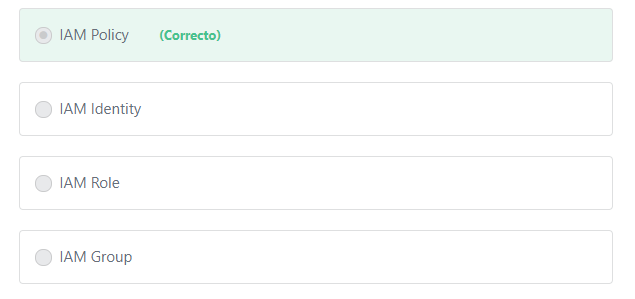 IAM Policy (Correcto)
IAM Identity
IAM Role
IAM Group